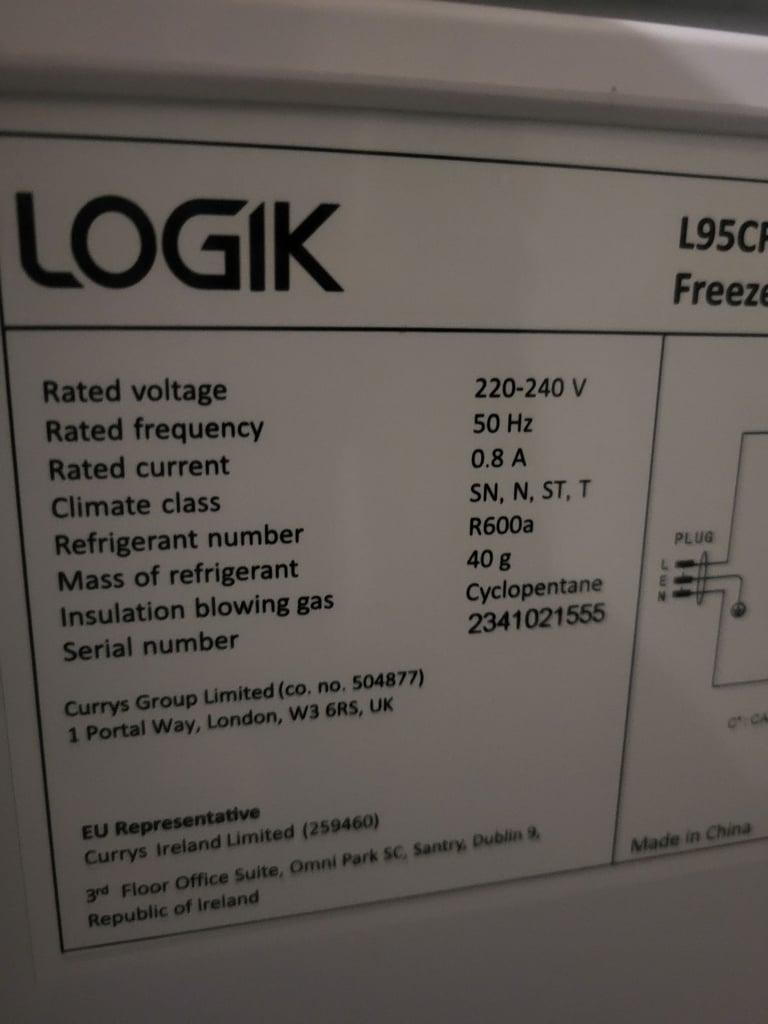 LOGIK
L95CF
Freeze
Rated voltage 220-240 V
Rated frequency 50 Hz
Rated current 0.8 A
Climate class SN, N, ST, T
Refrigerant number R600a
Mass of refrigerant 40 g
Insulation blowing gas Cyclopentane
Serial number 2341021555
Currys Group Limited (co. no. 504877)
1 Portal Way, London, W3 6RS, UK
EU Representative
Currys Ireland Limited (259460)
3rd Floor Office Suite, Omni Park SC, Santry, Dublin 9,
Republic of Ireland
PLUG
L
E
N
Made in China